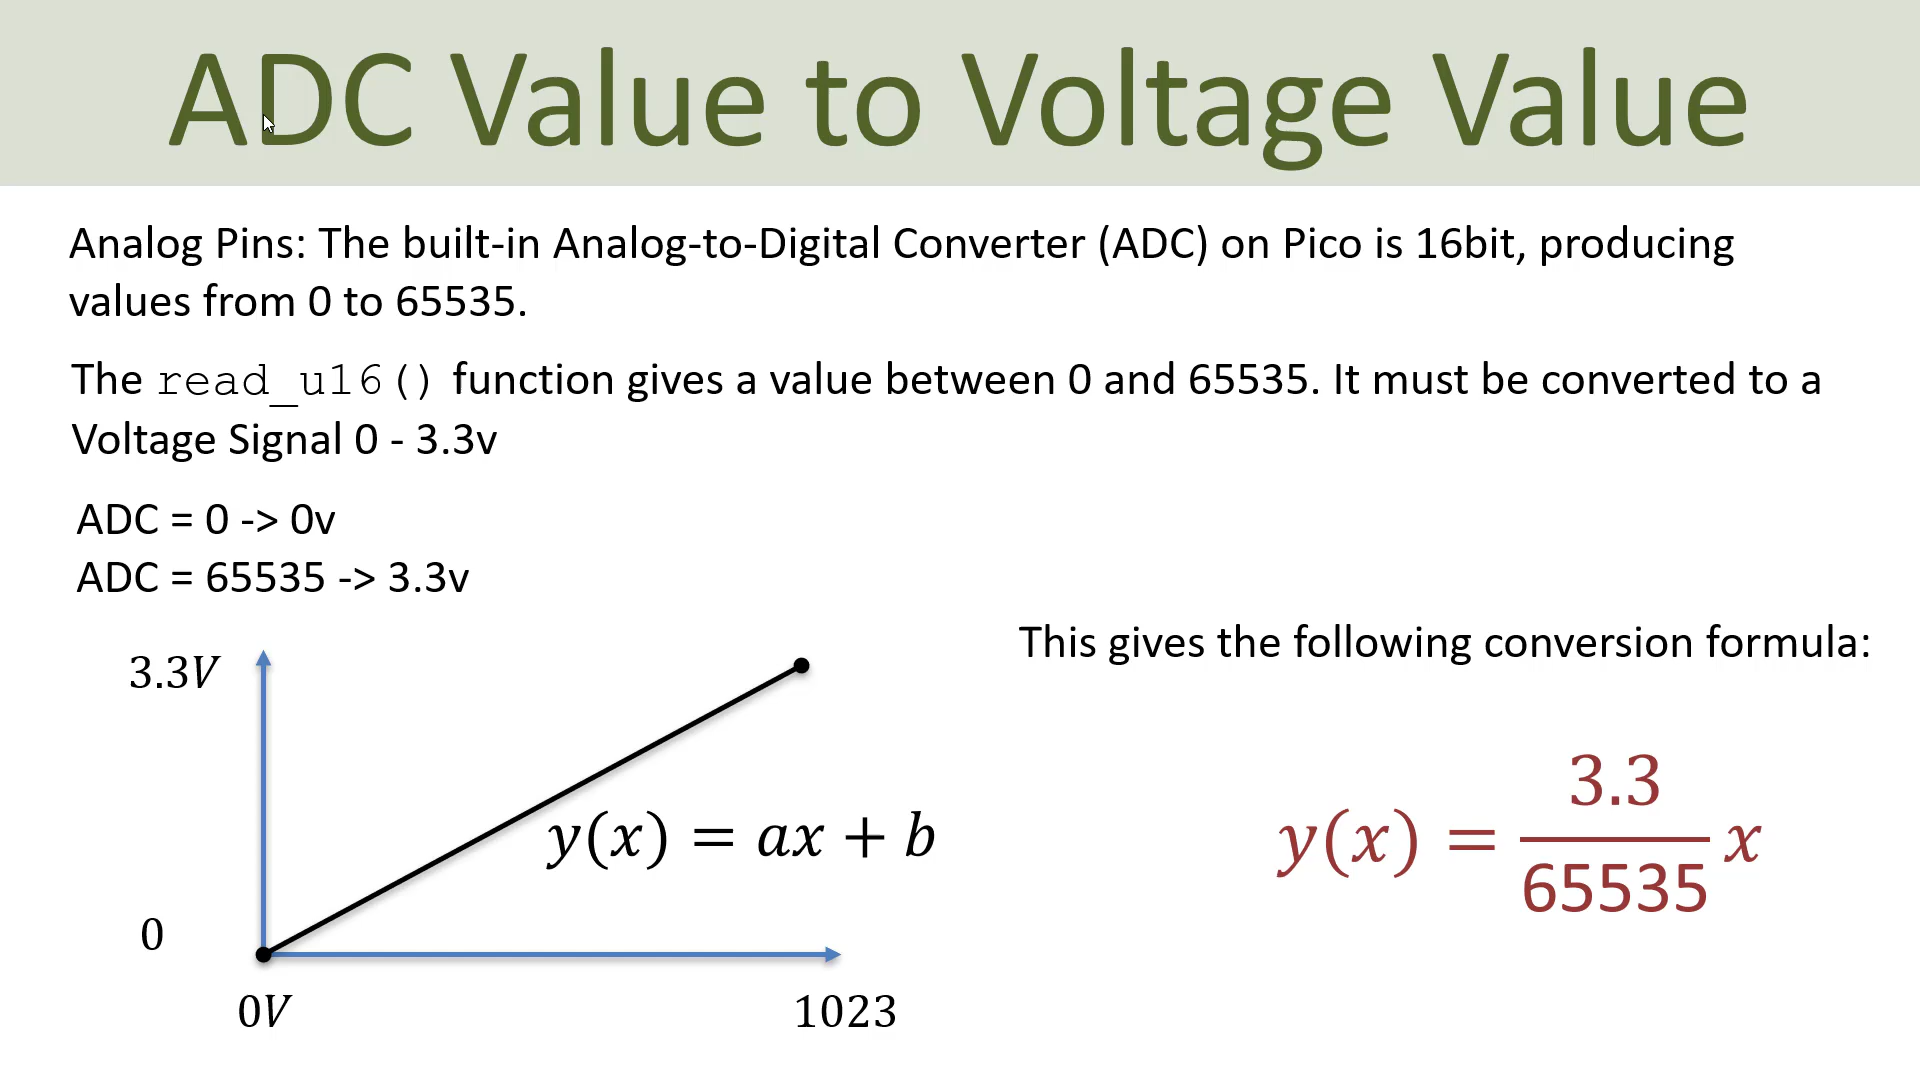 ADC Value to Voltage Value
Analog Pins: The built-in Analog-to-Digital Converter (ADC) on Pico is 16bit, producing
values from 0 to 65535.
The read_u16() function gives a value between 0 and 65535. It must be converted to a
Voltage Signal 0 - 3.3v
ADC = 0 -> 0v
ADC = 65535 -> 3.3v
This gives the following conversion formula:
3.3V
y(x) = ax + b
0
0V
1023
y(x) = 3.3/65535 x